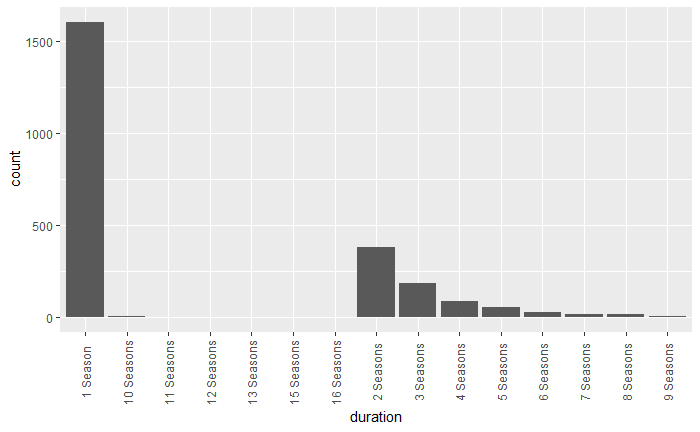 count
1500
1000
500
0
1 Season
10 Seasons
11 Seasons
12 Seasons
13 Seasons
15 Seasons
16 Seasons
2 Seasons
3 Seasons
4 Seasons
5 Seasons
6 Seasons
7 Seasons
8 Seasons
9 Seasons
duration